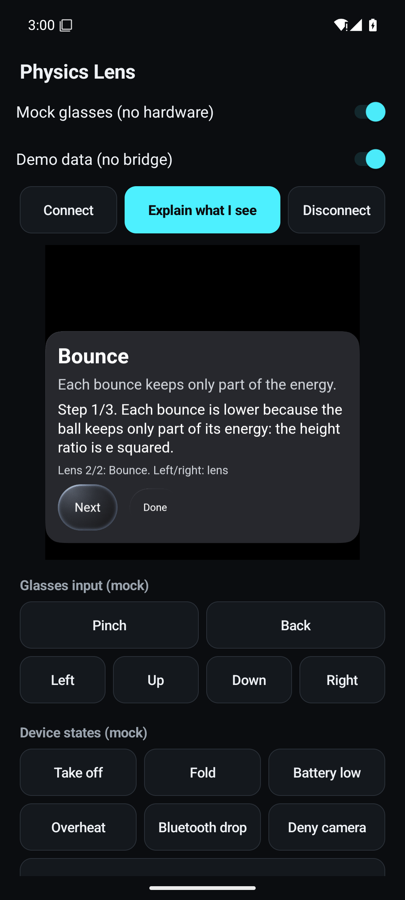 3:00
Physics Lens
Mock glasses (no hardware)
Demo data (no bridge)
Connect
Explain what I see
Disconnect
Bounce
Each bounce keeps only part of the energy.
Step 1/3. Each bounce is lower because the
ball keeps only part of its energy: the height
ratio is e squared.
Lens 2/2: Bounce. Left/right: lens
Next
Done
Glasses input (mock)
Pinch
Back
Left
Up
Down
Right
Device states (mock)
Take off
Fold
Battery low
Overheat
Bluetooth drop
Deny camera